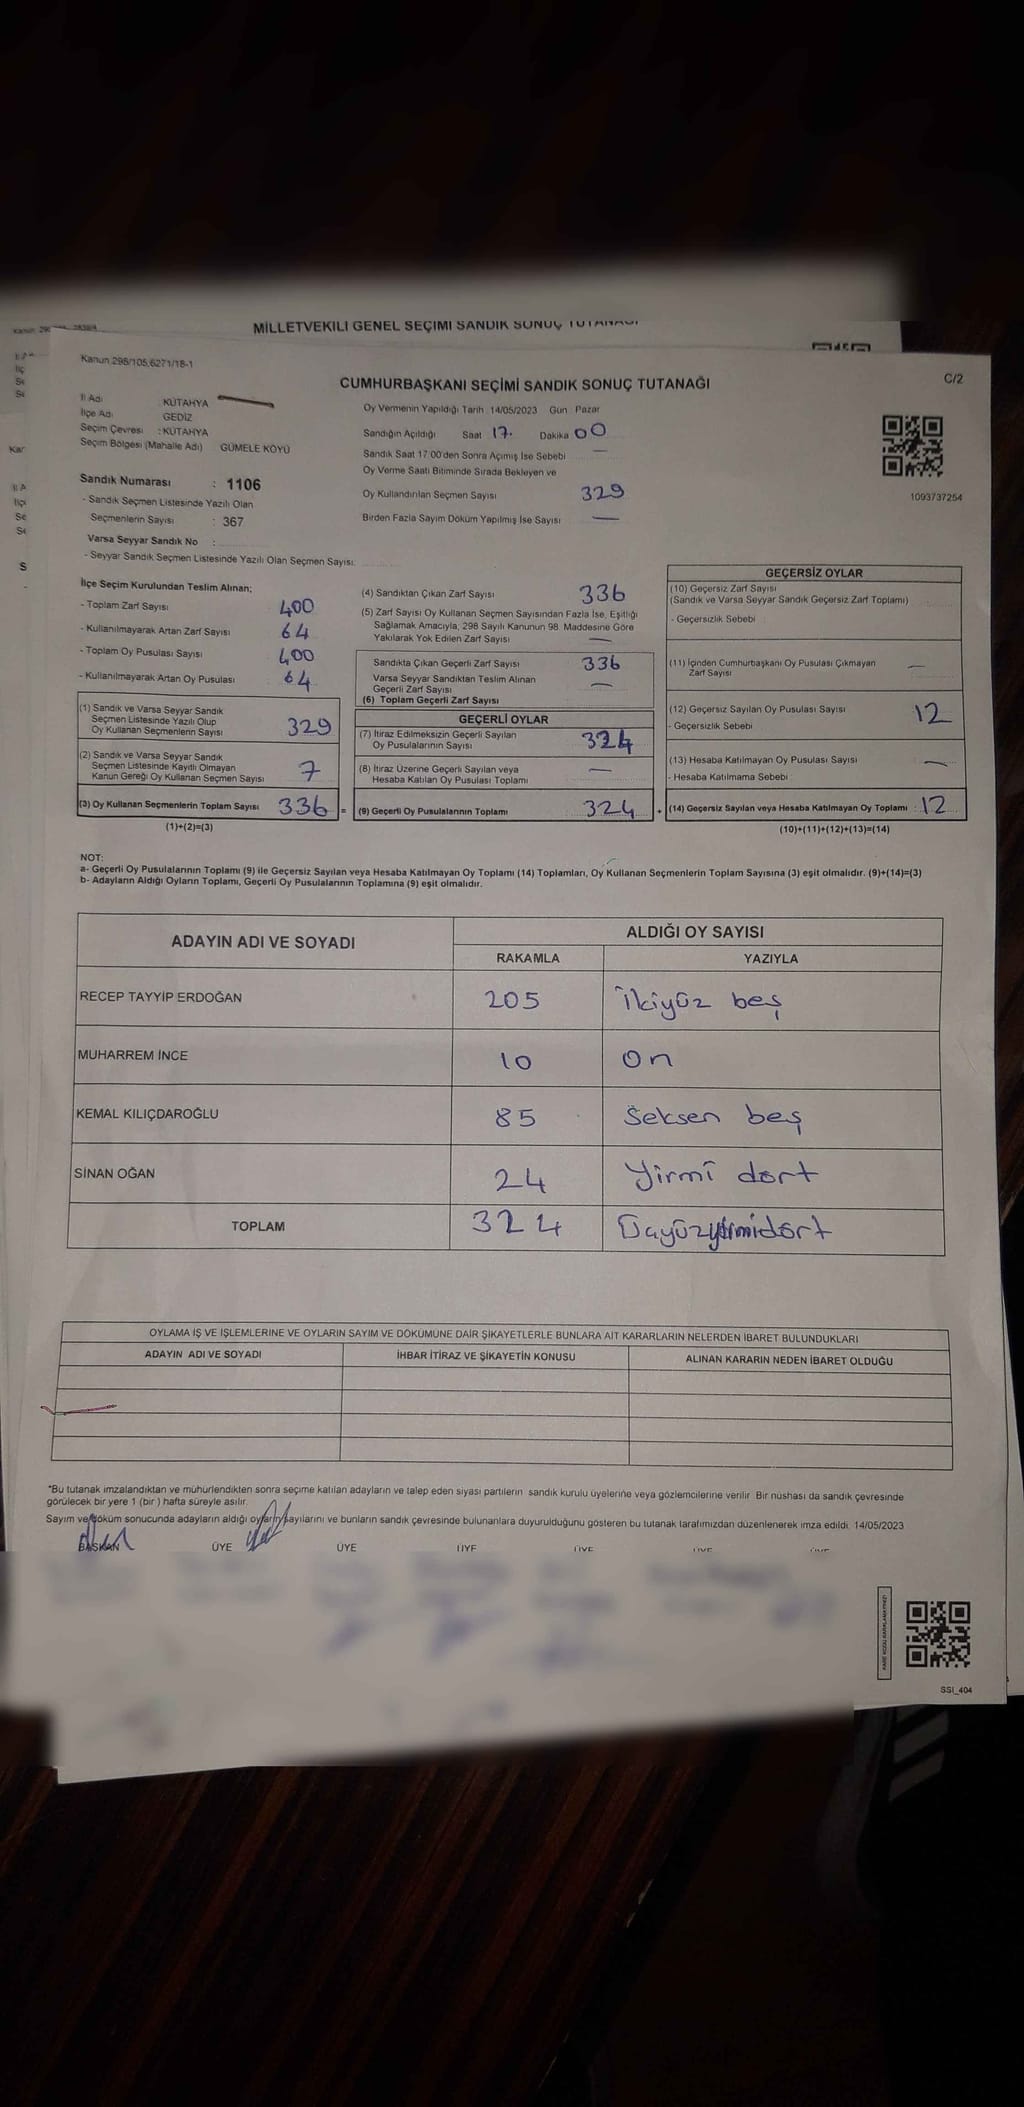 MİLLETVEKİLİ GENEL SEÇİMİ SANDIK SONUÇ TUTANAĞI
Kanun 298/105,6271/18-1
C/2
CUMHURBAŞKANI SEÇİMİ SANDIK SONUÇ TUTANAĞI
İl Adı : KÜTAHYA
İlçe Adı : GEDİZ
Seçim Çevresi : KÜTAHYA
Seçim Bölgesi (Mahalle Adı) GÜMELE KÖYÜ
Oy Vermenin Yapıldığı Tarih 14/05/2023 Gün : Pazar
Sandığın Açıldığı Saat 17. Dakika 00
Sandık Saat 17:00'den Sonra Açılmış İse Sebebi —
Oy Verme Saati Bitiminde Sırada Bekleyen ve
Oy Kullandırılan Seçmen Sayısı 329
Birden Fazla Sayım Döküm Yapılmış İse Sayısı —
1093737254
Sandık Numarası : 1106
- Sandık Seçmen Listesinde Yazılı Olan
Seçmenlerin Sayısı : 367
Varsa Seyyar Sandık No :
- Seyyar Sandık Seçmen Listesinde Yazılı Olan Seçmen Sayısı:
İlçe Seçim Kurulundan Teslim Alınan;
- Toplam Zarf Sayısı 400
- Kullanılmayarak Artan Zarf Sayısı 64
- Toplam Oy Pusulası Sayısı 400
- Kullanılmayarak Artan Oy Pusulası 64
(1) Sandık ve Varsa Seyyar Sandık
Seçmen Listesinde Yazılı Olup
Oy Kullanan Seçmenlerin Sayısı 329
(2) Sandık ve Varsa Seyyar Sandık
Seçmen Listesinde Kayıtlı Olmayan
Kanun Gereği Oy Kullanan Seçmen Sayısı 7
(3) Oy Kullanan Seçmenlerin Toplam Sayısı 336 =
(1)+(2)=(3)
(4) Sandıktan Çıkan Zarf Sayısı 336
(5) Zarf Sayısı Oy Kullanan Seçmen Sayısından Fazla İse, Eşitliği
Sağlamak Amacıyla, 298 Sayılı Kanunun 98. Maddesine Göre
Yakılarak Yok Edilen Zarf Sayısı —
Sandıkta Çıkan Geçerli Zarf Sayısı 336
Varsa Seyyar Sandıktan Teslim Alınan
Geçerli Zarf Sayısı —
(6) Toplam Geçerli Zarf Sayısı
GEÇERLİ OYLAR
(7) İtiraz Edilmeksizin Geçerli Sayılan
Oy Pusulalarının Sayısı 324
(8) İtiraz Üzerine Geçerli Sayılan veya
Hesaba Katılan Oy Pusulası Toplamı —
(9) Geçerli Oy Pusulalarının Toplamı 324 +
GEÇERSİZ OYLAR
(10) Geçersiz Zarf Sayısı
(Sandık ve Varsa Seyyar Sandık Geçersiz Zarf Toplamı)
- Geçersizlik Sebebi
(11) İçinden Cumhurbaşkanı Oy Pusulası Çıkmayan
Zarf Sayısı —
(12) Geçersiz Sayılan Oy Pusulası Sayısı 12
- Geçersizlik Sebebi
(13) Hesaba Katılmayan Oy Pusulası Sayısı —
- Hesaba Katılmama Sebebi
(14) Geçersiz Sayılan veya Hesaba Katılmayan Oy Toplamı : 12
(10)+(11)+(12)+(13)=(14)
NOT:
a- Geçerli Oy Pusulalarının Toplamı (9) ile Geçersiz Sayılan veya Hesaba Katılmayan Oy Toplamı (14) Toplamları, Oy Kullanan Seçmenlerin Toplam Sayısına (3) eşit olmalıdır. (9)+(14)=(3)
b- Adayların Aldığı Oyların Toplamı, Geçerli Oy Pusulalarının Toplamına (9) eşit olmalıdır.
ADAYIN ADI VE SOYADI ALDIĞI OY SAYISI
RAKAMLA YAZIYLA
RECEP TAYYİP ERDOĞAN 205 İkiyüz beş
MUHARREM İNCE 10 On
KEMAL KILIÇDAROĞLU 85 Seksen beş
SİNAN OĞAN 24 Yirmi dört
TOPLAM 324 Üçyüzyirmidört
OYLAMA İŞ VE İŞLEMLERİNE VE OYLARIN SAYIM VE DÖKÜMÜNE DAİR ŞİKAYETLERLE BUNLARA AİT KARARLARIN NELERDEN İBARET BULUNDUKLARI
ADAYIN ADI VE SOYADI İHBAR İTİRAZ VE ŞİKAYETİN KONUSU ALINAN KARARIN NEDEN İBARET OLDUĞU
*Bu tutanak imzalandıktan ve mühürlendikten sonra seçime katılan adayların ve talep eden siyasi partilerin sandık kurulu üyelerine veya gözlemcilerine verilir. Bir nüshası da sandık çevresinde
görülecek bir yere 1 (bir) hafta süreyle asılır.
Sayım ve döküm sonucunda adayların aldığı oyların sayılarını ve bunların sandık çevresinde bulunanlara duyurulduğunu gösteren bu tutanak tarafımızdan düzenlenerek imza edildi. 14/05/2023
BAŞKAN ÜYE ÜYE ÜYE ÜYE ÜYE ÜYE
SSI_404